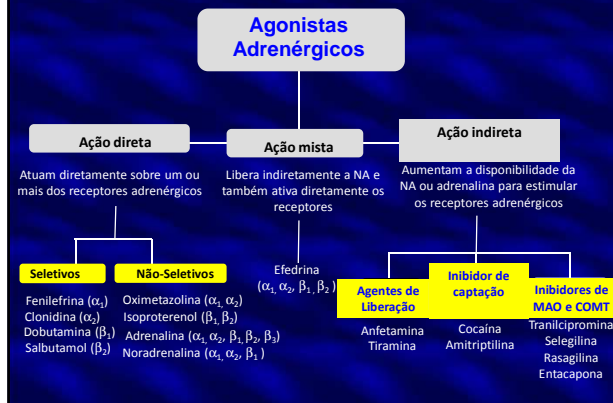 Agonistas
Adrenérgicos
Ação direta
Atuam diretamente sobre um ou
mais dos receptores adrenérgicos
Seletivos
Fenilefrina (α₁)
Clonidina (α₂)
Dobutamina (β₁)
Salbutamol (β₂)
Não-Seletivos
Oximetazolina (α₁, α₂)
Isoproterenol (β₁, β₂)
Adrenalina (α₁, α₂, β₁, β₂, β₃)
Noradrenalina (α₁, α₂, β₁)
Ação mista
Libera indiretamente a NA e
também ativa diretamente os
receptores
Efedrina
(α₁, α₂, β₁, β₂)
Ação indireta
Aumentam a disponibilidade da
NA ou adrenalina para estimular
os receptores adrenérgicos
Agentes de
Liberação
Anfetamina
Tiramina
Inibidor de
captação
Cocaína
Amitriptilina
Inibidores de
MAO e COMT
Tranilcipromina
Selegilina
Rasagilina
Entacapona